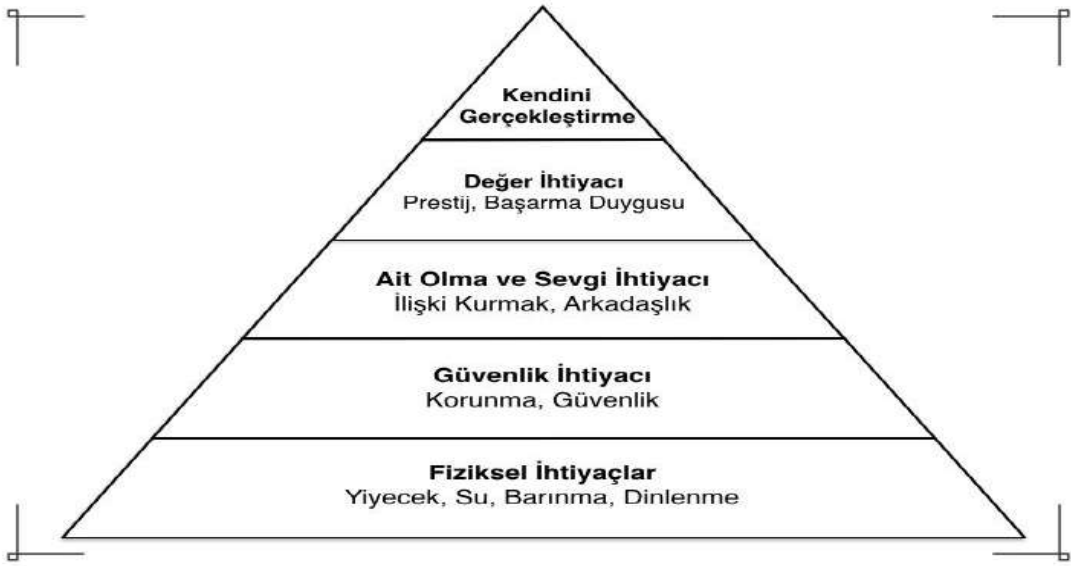 Kendini
Gerçekleştirme
Değer İhtiyacı
Prestij, Başarma Duygusu
Ait Olma ve Sevgi İhtiyacı
İlişki Kurmak, Arkadaşlık
Güvenlik İhtiyacı
Korunma, Güvenlik
Fiziksel İhtiyaçlar
Yiyecek, Su, Barınma, Dinlenme